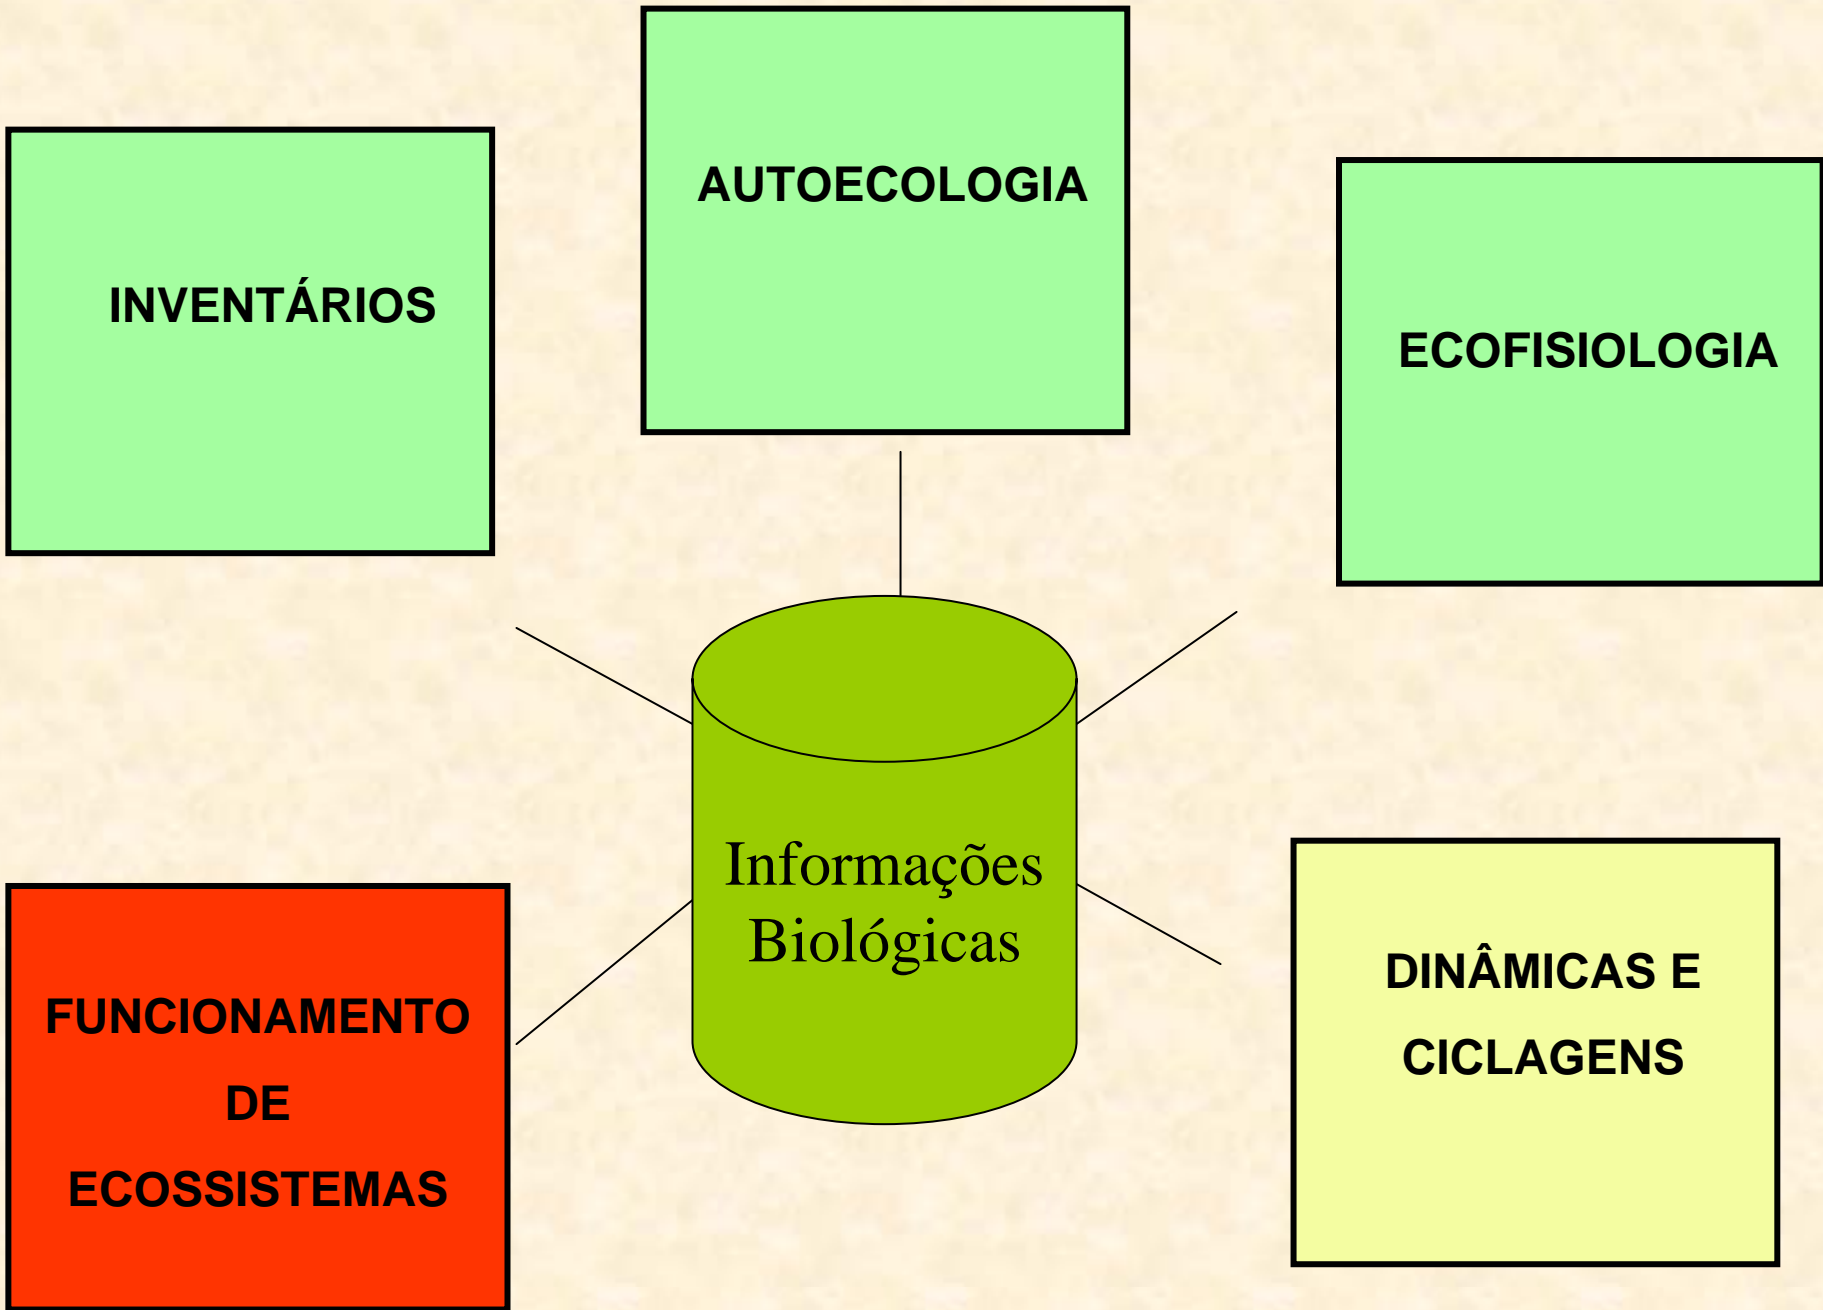 AUTOECOLOGIA
INVENTÁRIOS
ECOFISIOLOGIA
Informações
Biológicas
FUNCIONAMENTO
DE
ECOSSISTEMAS
DINÂMICAS E
CICLAGENS